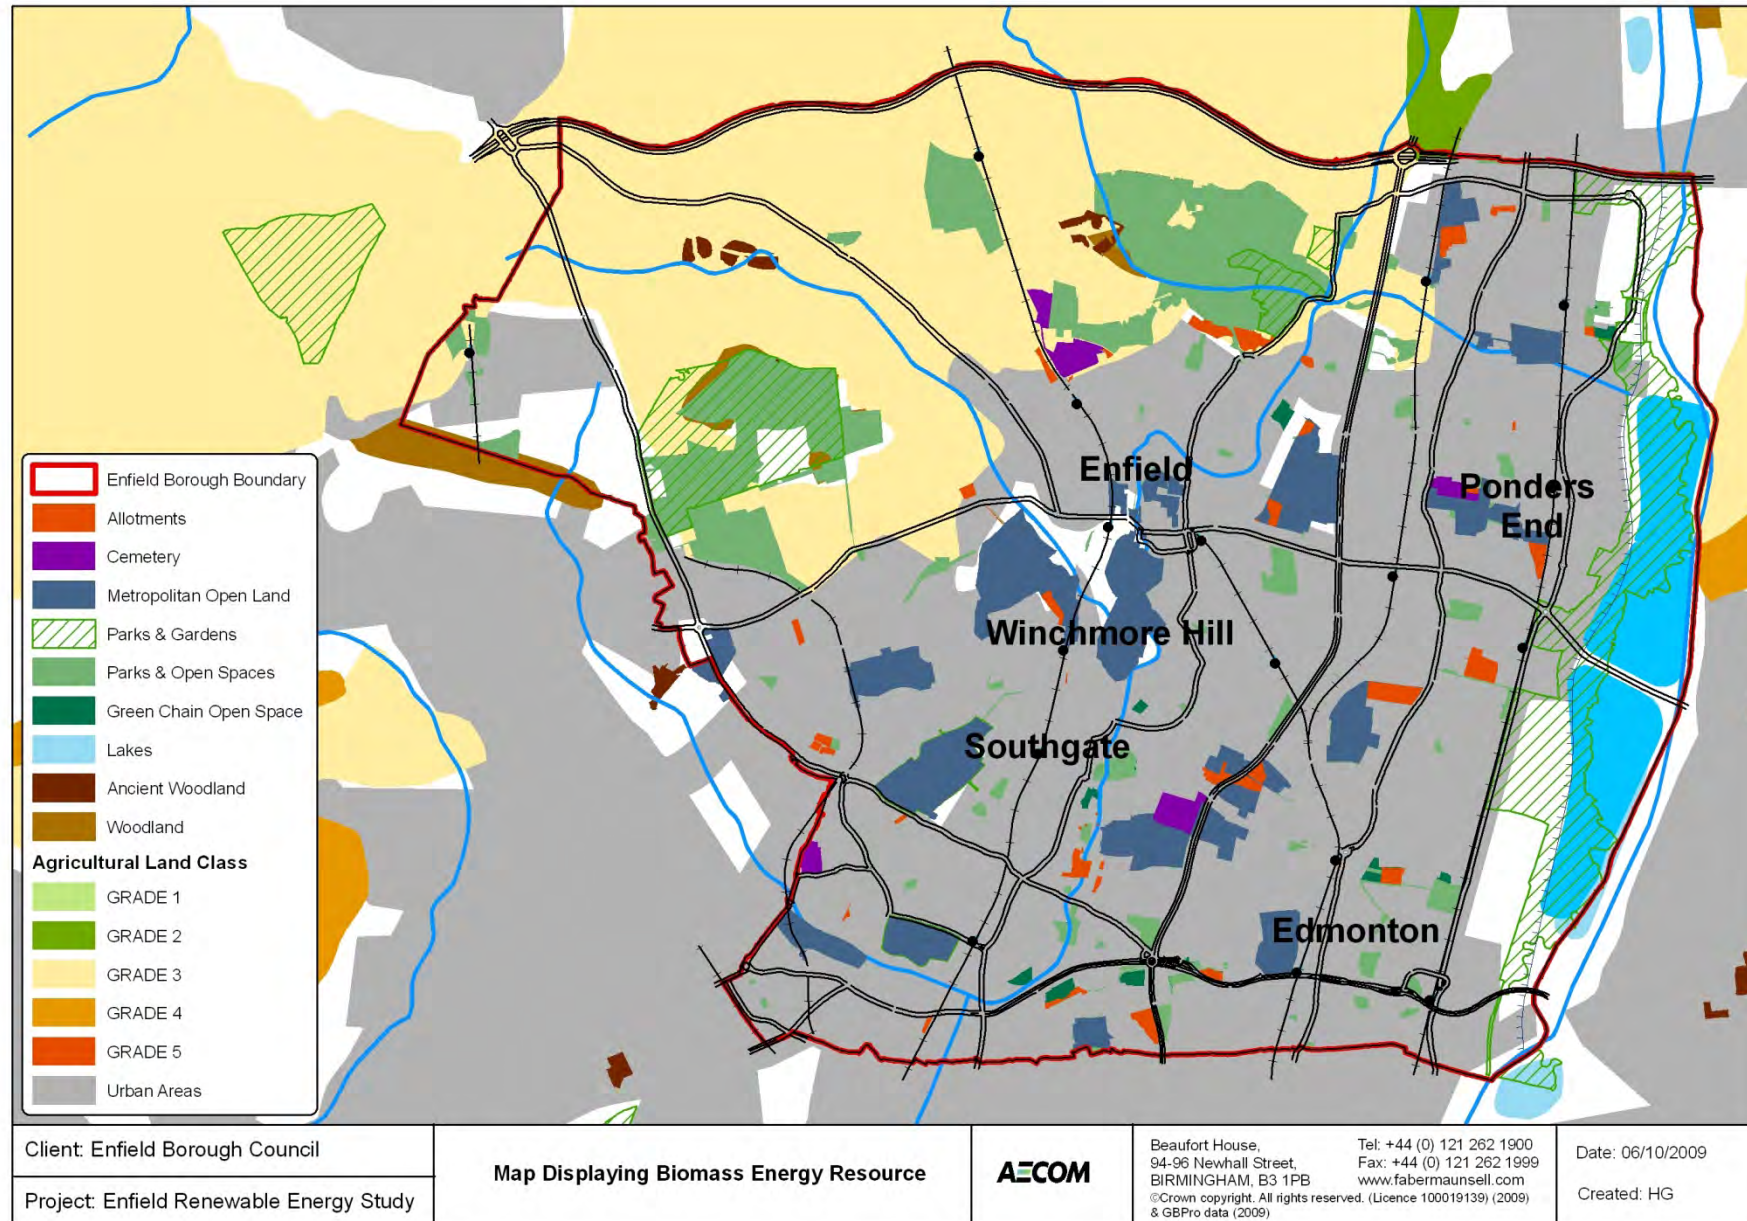 Enfield
Ponders
End
Winchmore Hill
Southgate
Edmonton
Enfield Borough Boundary
Allotments
Cemetery
Metropolitan Open Land
Parks & Gardens
Parks & Open Spaces
Green Chain Open Space
Lakes
Ancient Woodland
Woodland
Agricultural Land Class
GRADE 1
GRADE 2
GRADE 3
GRADE 4
GRADE 5
Urban Areas
Client: Enfield Borough Council
Project: Enfield Renewable Energy Study
Map Displaying Biomass Energy Resource
AECOM
Beaufort House,
94-96 Newhall Street,
BIRMINGHAM, B3 1PB
Tel: +44 (0) 121 262 1900
Fax: +44 (0) 121 262 1999
www.fabermaunsell.com
©Crown copyright. All rights reserved. (Licence 100019139) (2009)
& GBPro data (2009)
Date: 06/10/2009
Created: HG